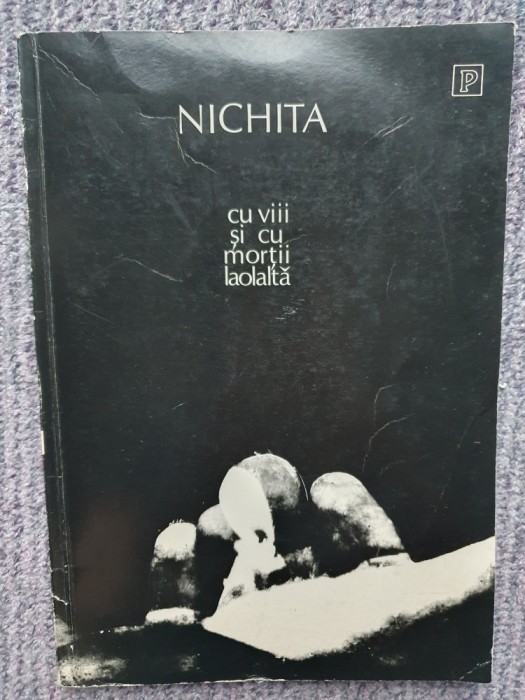 P
NICHITA
cu viii
și cu
morții
laolaltă